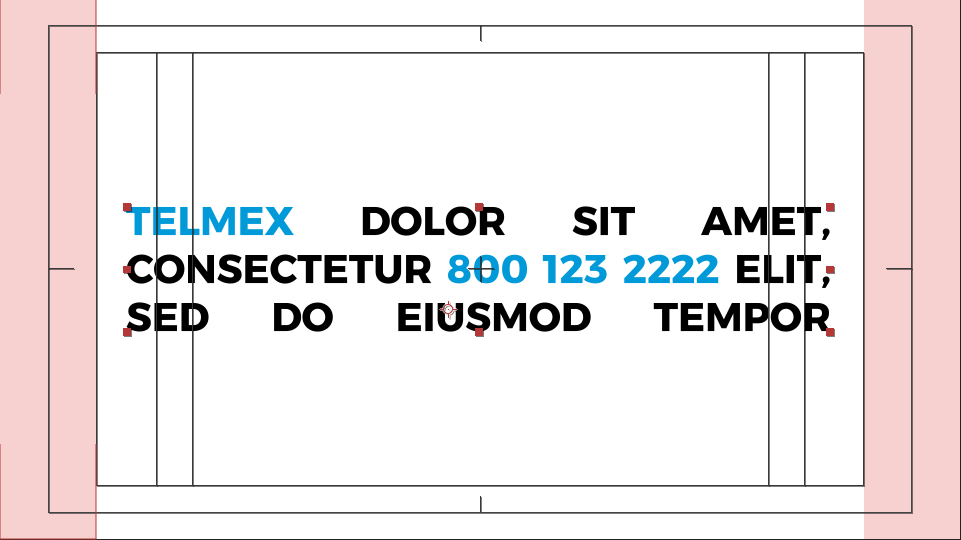 TELMEX DOLOR SIT AMET,
CONSECTETUR 800 123 2222 ELIT,
SED DO EIUSMOD TEMPOR